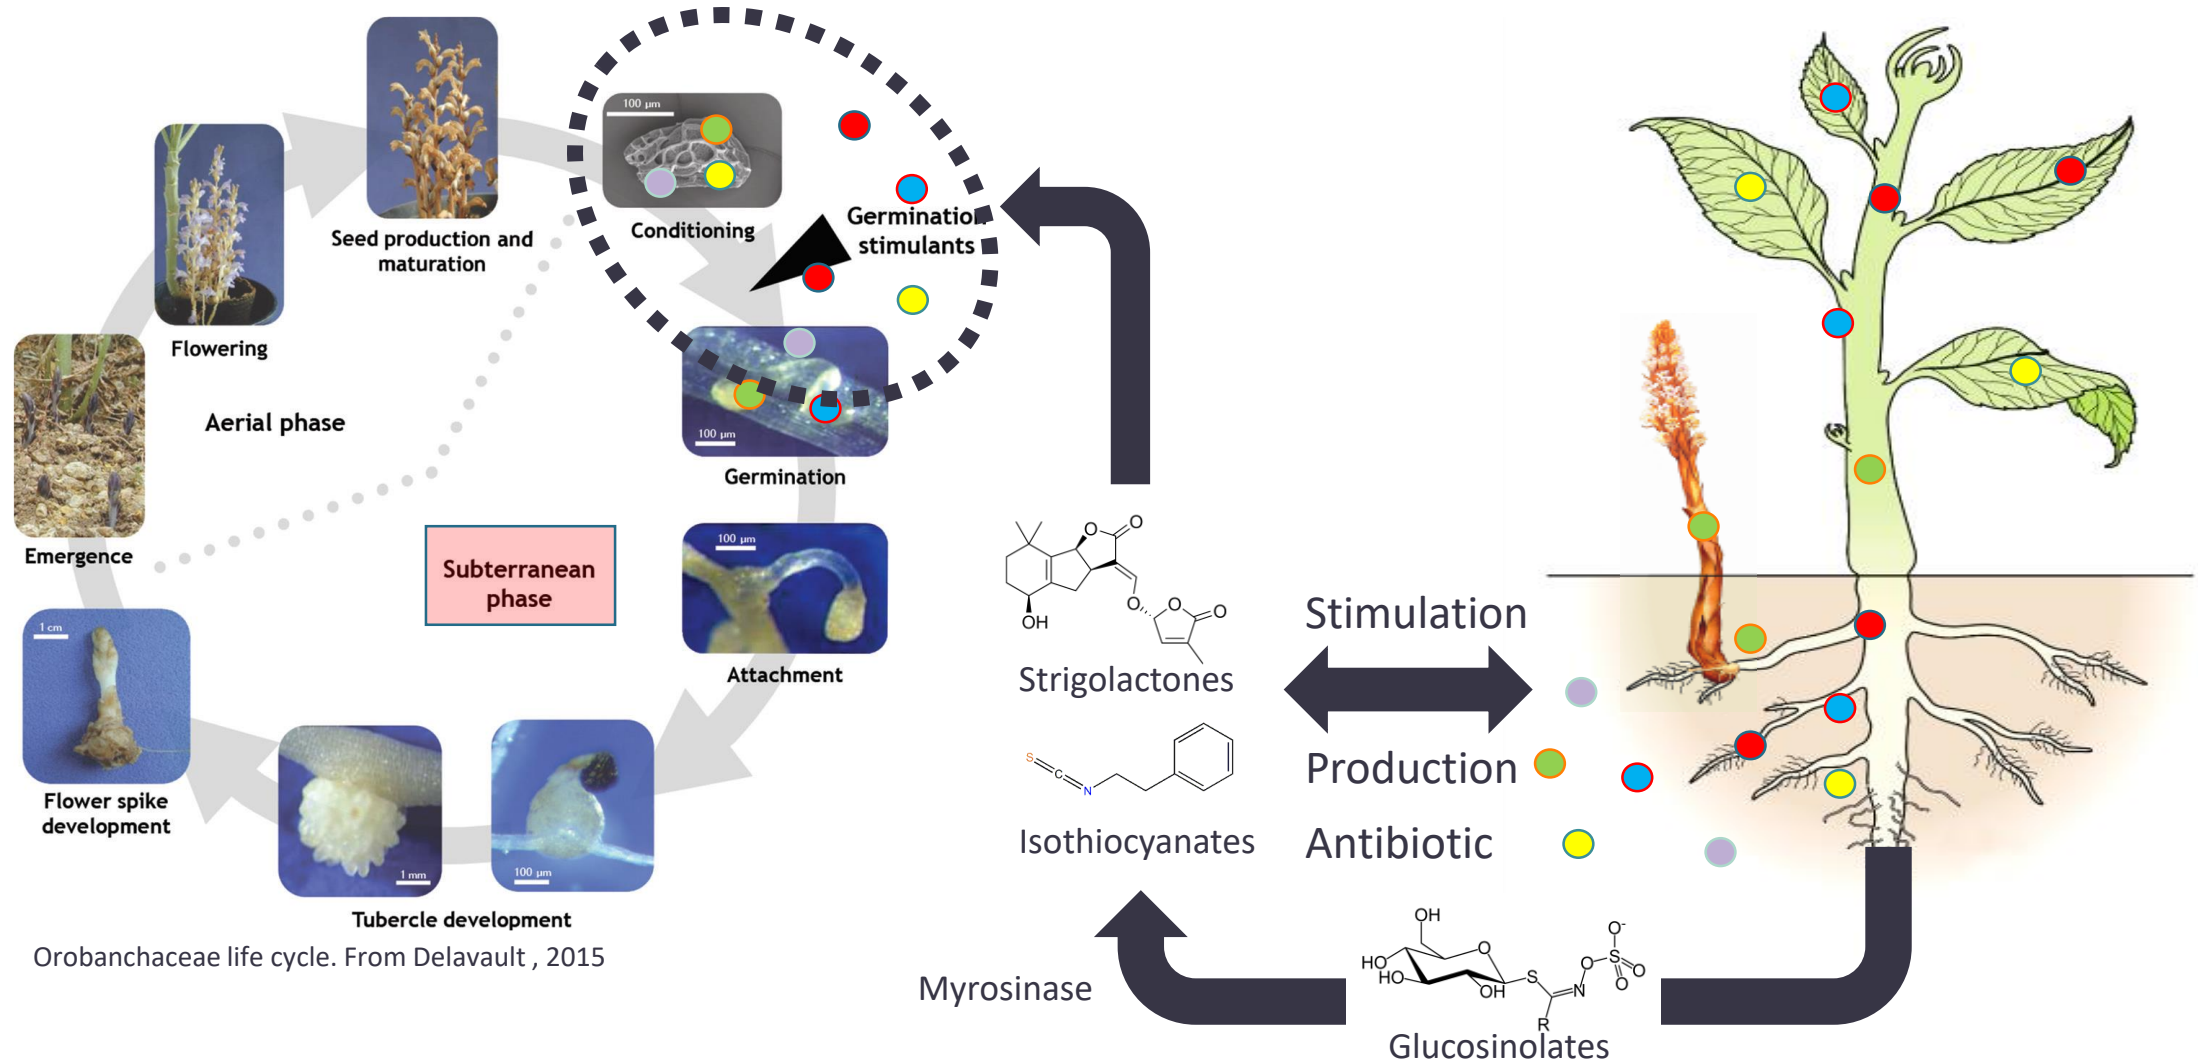 100 µm
Conditioning
Germination
stimulants
Seed production and
maturation
Flowering
Aerial phase
Emergence
100 µm
Germination
Subterranean
phase
100 µm
Attachment
1 cm
Flower spike
development
1 mm
100 µm
Tubercle development
Orobanchaceae life cycle. From Delavault , 2015
O
O
O
O
O
OH
Strigolactones
S
C
N
Isothiocyanates
Stimulation
Production
Antibiotic
Myrosinase
OH
O
HO
HO
OH
S
N
O
S
O-
O
O
R
Glucosinolates